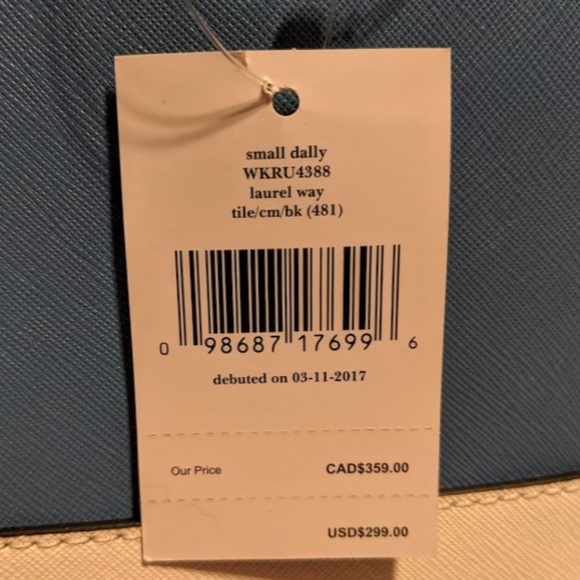 small dally
WKRU4388
laurel way
tile/cm/bk (481)
0 98687 17699 6
debuted on 03-11-2017
Our Price CAD$359.00
USD$299.00